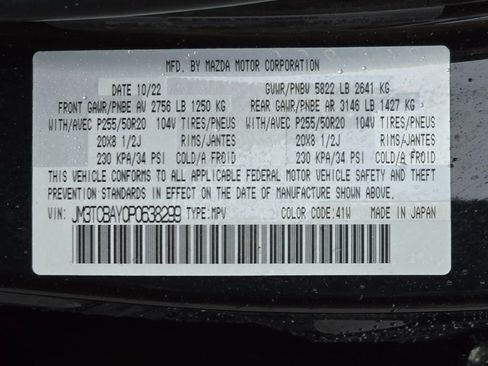 MFD. BY MAZDA MOTOR CORPORATION
DATE 10/22 GVWR/PNBV 5822 LB 2641 KG
FRONT GAWR/PNBE AV 2756 LB 1250 KG REAR GAWR/PNBE AR 3146 LB 1427 KG
WITH/AVEC P255/50R20 104V TIRES/PNEUS WITH/AVEC P255/50R20 104V TIRES/PNEUS
20X8 1/2J RIMS/JANTES 20X8 1/2J RIMS/JANTES
230 KPA/34 PSI COLD/A FROID 230 KPA/34 PSI COLD/A FROID
THIS VEHICLE CONFORMS TO ALL APPLICABLE FEDERAL MOTOR VEHICLE SAFETY AND
THEFT PREVENTION STANDARDS IN EFFECT ON THE DATE OF MANUFACTURE SHOWN ABOVE.
VIN: JM3TCBAY0P0638299 TYPE:MPV COLOR CODE:41W MADE IN JAPAN